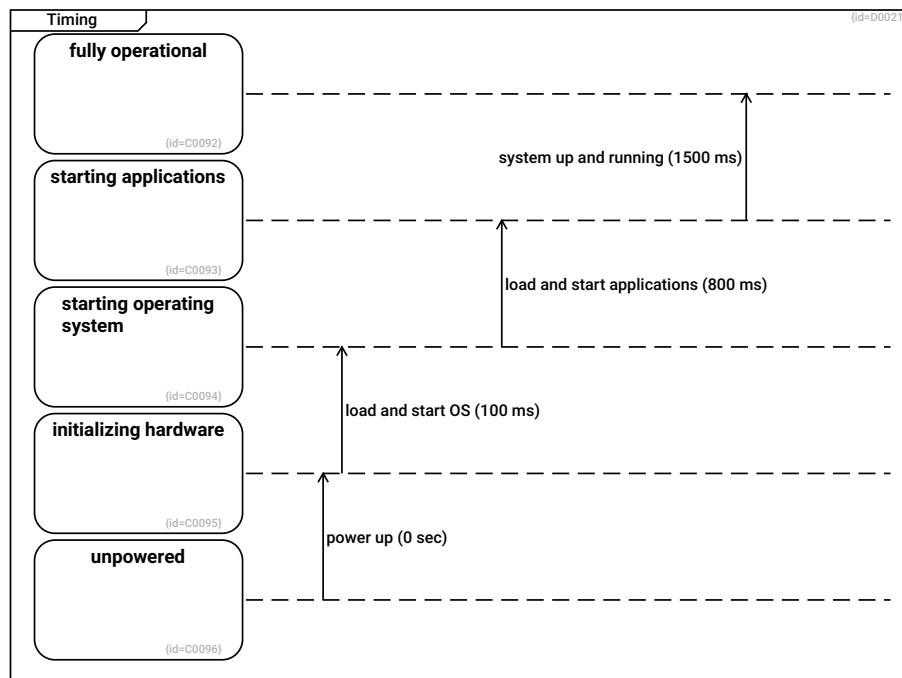 Timing
{id=D0021
fully operational
{id=C0092}
system up and running (1500 ms)
starting applications
{id=C0093}
load and start applications (800 ms)
starting operating
system
{id=C0094}
load and start OS (100 ms)
initializing hardware
{id=C0095}
power up (0 sec)
unpowered
{id=C0096}